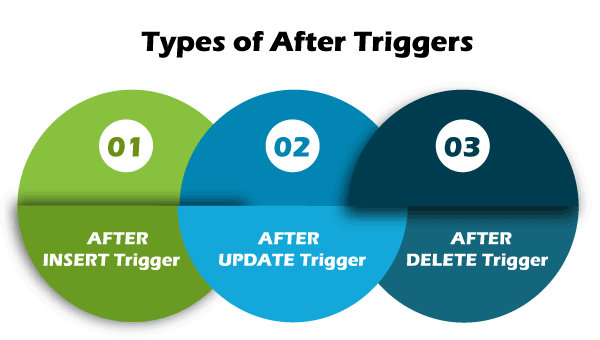 Types of After Triggers
01
02
03
AFTER
INSERT Trigger
AFTER
UPDATE Trigger
AFTER
DELETE Trigger